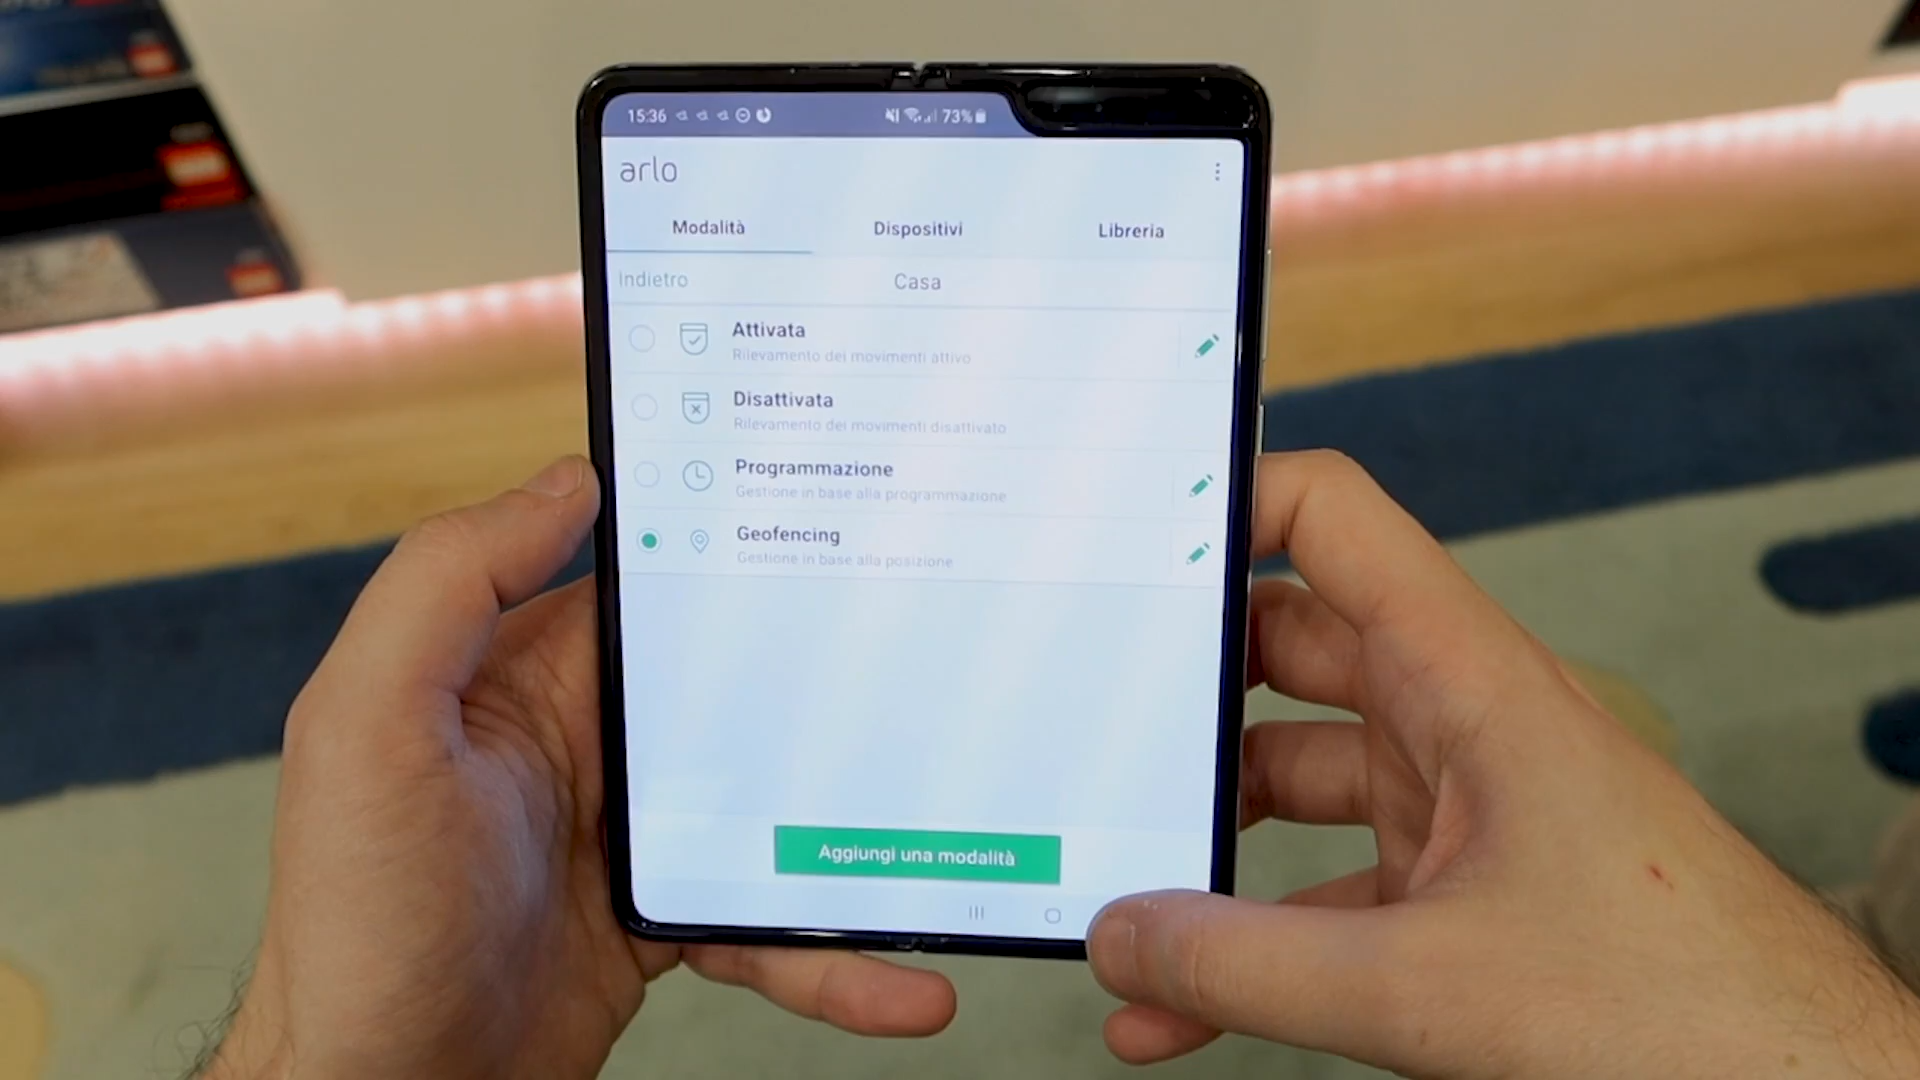 15:36 73%
arlo
Modalità Dispositivi Libreria
Indietro Casa
Attivata
Rilevamento dei movimenti attivo
Disattivata
Rilevamento dei movimenti disattivato
Programmazione
Gestione in base alla programmazione
Geofencing
Gestione in base alla posizione
Aggiungi una modalità